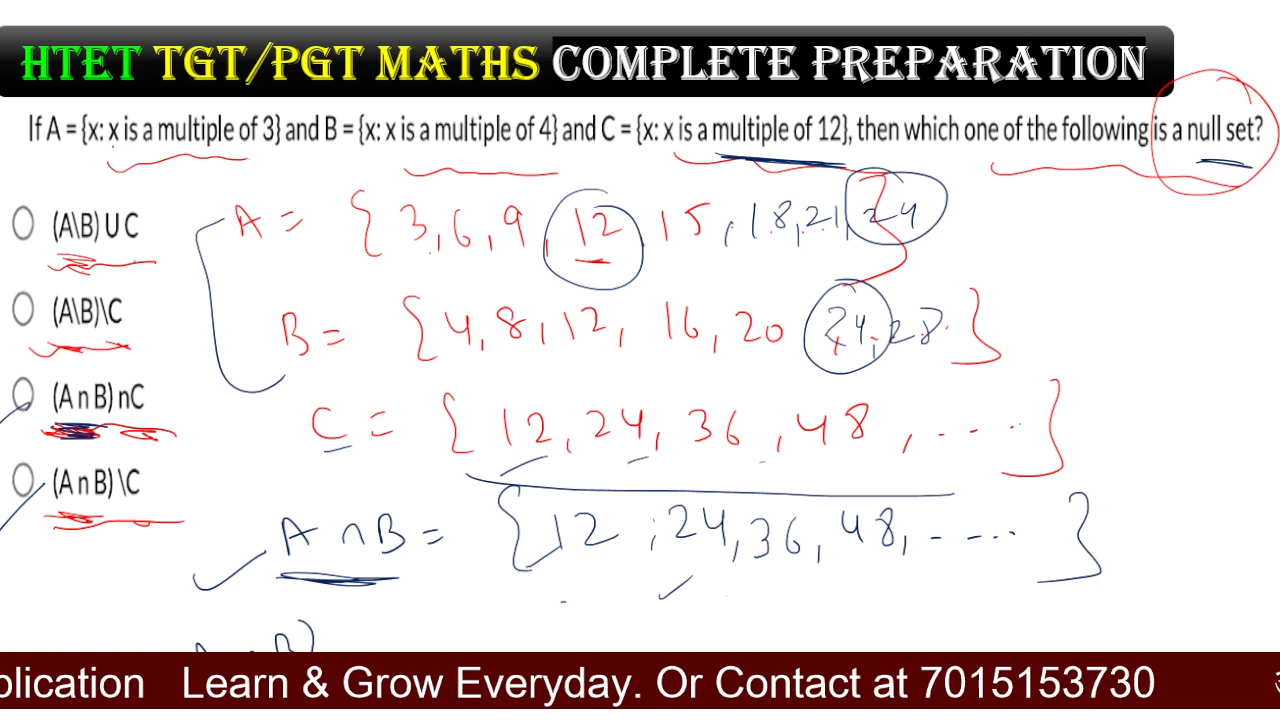 HTET TGT/PGT MATHS COMPLETE PREPARATION
If A = {x: x is a multiple of 3} and B = {x: x is a multiple of 4} and C = {x: x is a multiple of 12}, then which one of the following is a null set?
(A\B) U C
A = {3, 6, 9, 12, 15, 18, 21, 24}
(A\B)\C
B = {4, 8, 12, 16, 20 24, 28}
(A n B) nC
C = {12, 24, 36, 48, ....}
(A n B) \C
A ∩ B = {12, 24, 36, 48, ....}
plication Learn & Grow Everyday. Or Contact at 7015153730